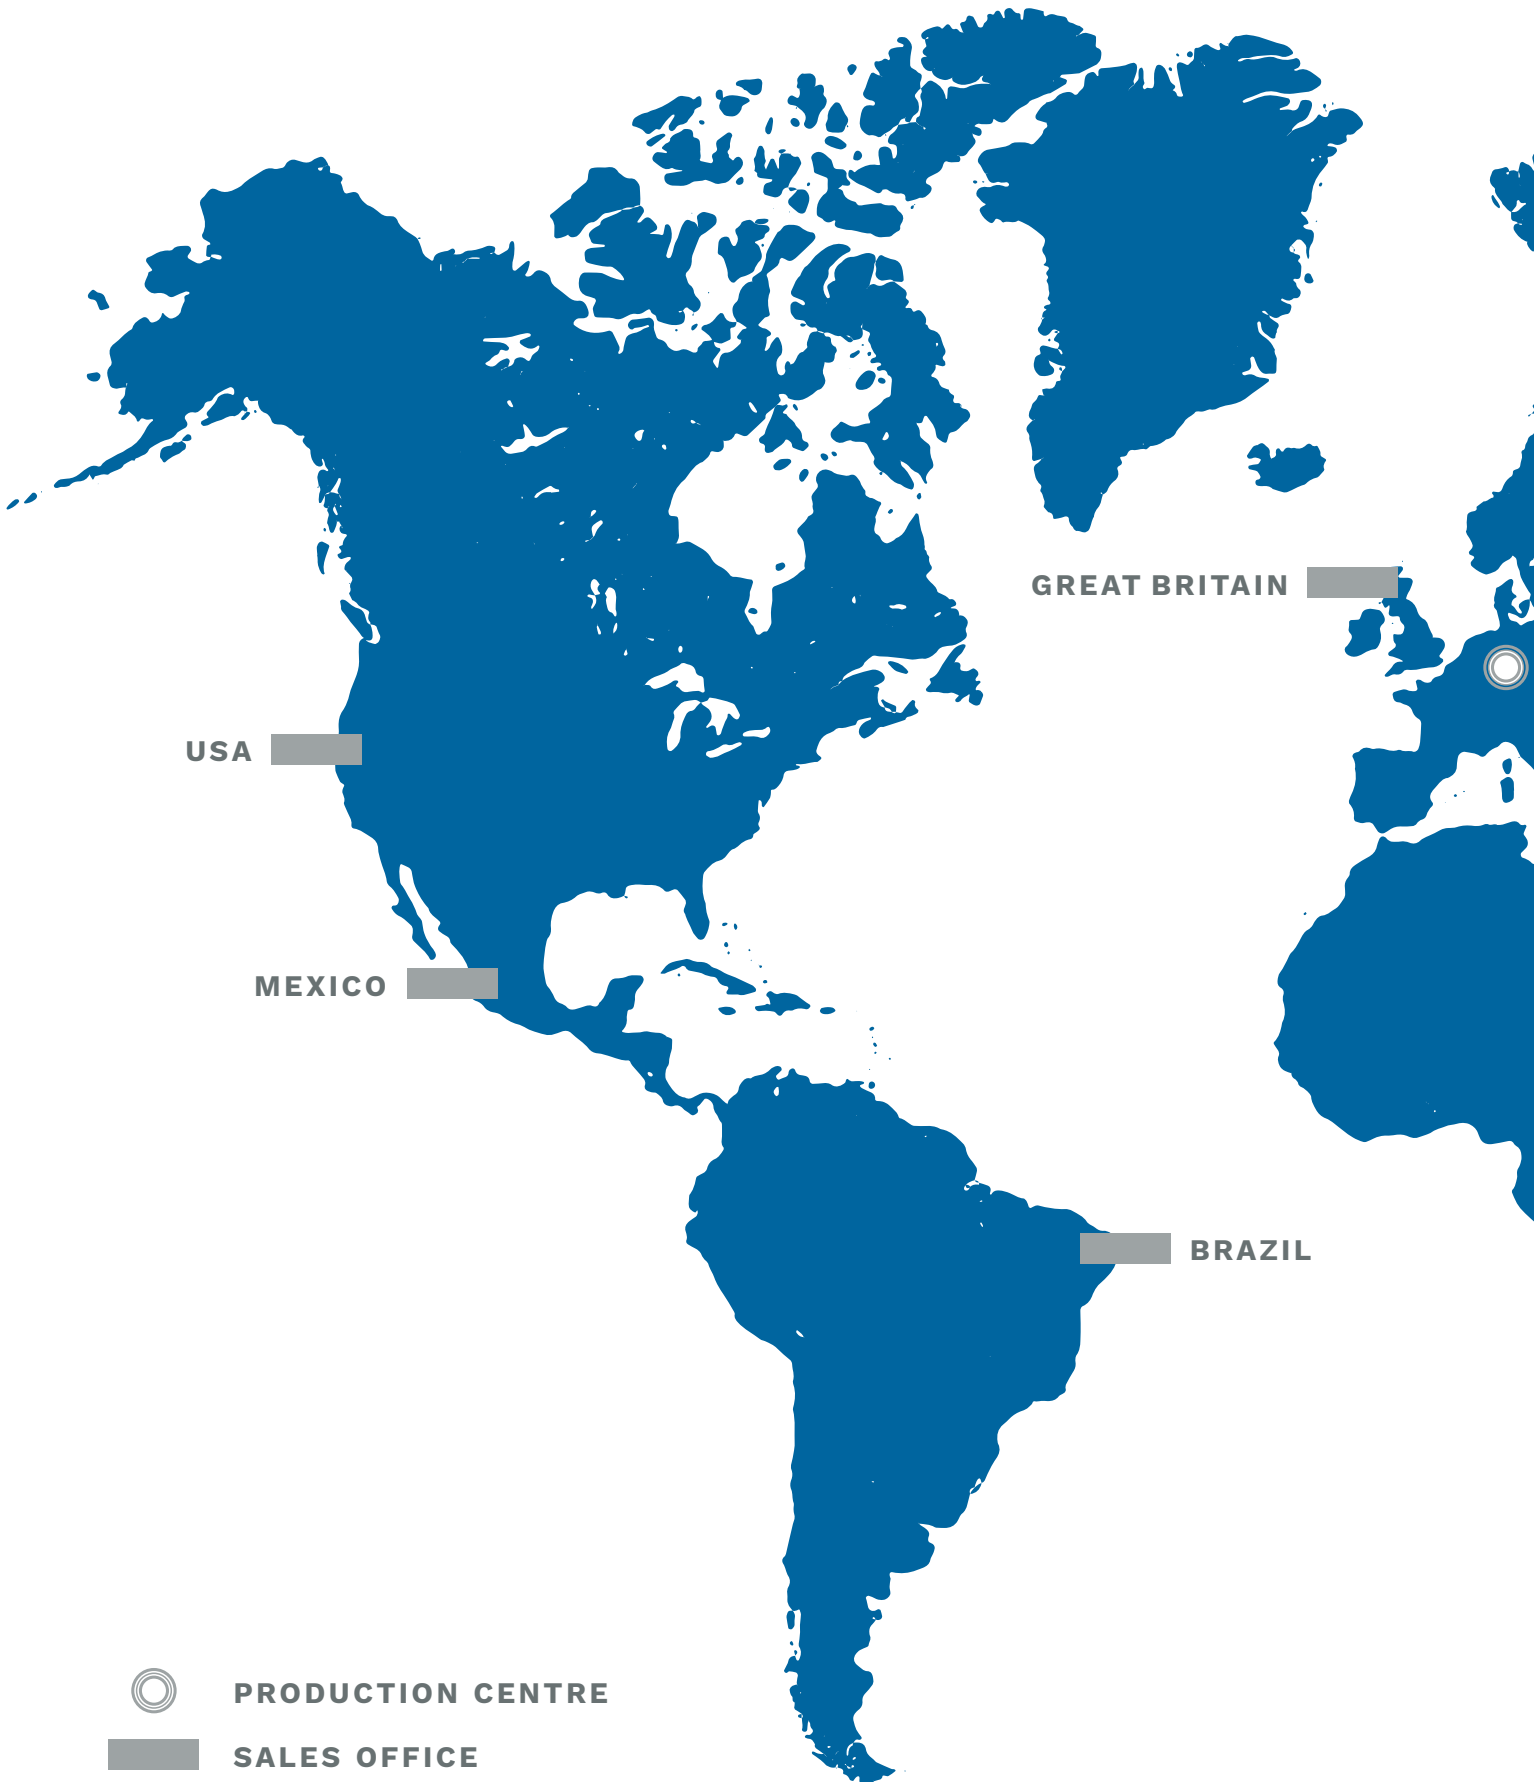 GREAT BRITAIN
USA
MEXICO
BRAZIL
PRODUCTION CENTRE
SALES OFFICE